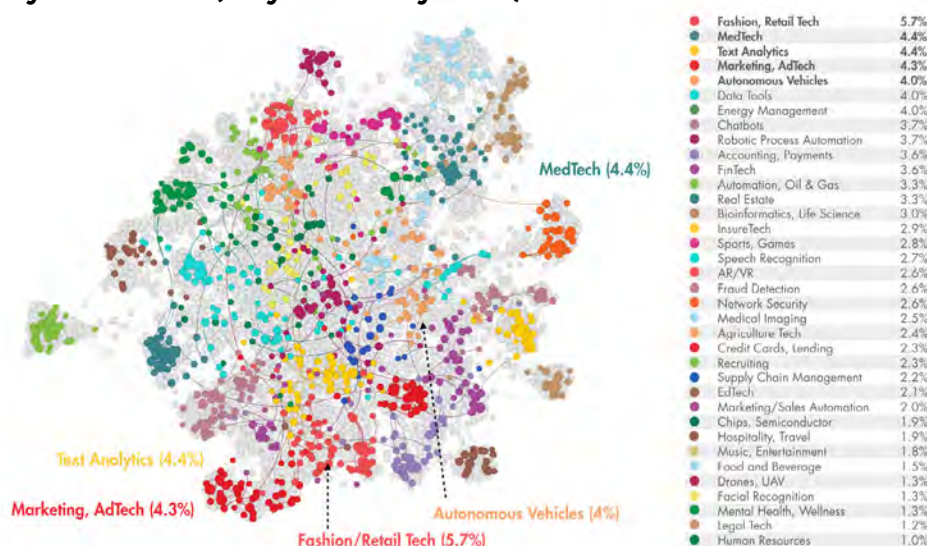 Fashion, Retail Tech 5.7%
MedTech 4.4%
Text Analytics 4.4%
Marketing, AdTech 4.3%
Autonomous Vehicles 4.0%
Data Tools 4.0%
Energy Management 4.0%
Chatbots 3.7%
Robotic Process Automation 3.7%
Accounting, Payments 3.6%
FinTech 3.6%
Automation, Oil & Gas 3.3%
Real Estate 3.3%
Bioinformatics, Life Science 3.0%
InsureTech 2.9%
Sports, Games 2.8%
Speech Recognition 2.7%
AR/VR 2.6%
Fraud Detection 2.6%
Network Security 2.6%
Medical Imaging 2.5%
Agriculture Tech 2.4%
Credit Cards, Lending 2.3%
Recruiting 2.3%
Supply Chain Management 2.2%
EdTech 2.1%
Marketing/Sales Automation 2.0%
Chips, Semiconductor 1.9%
Hospitality, Travel 1.9%
Music, Entertainment 1.8%
Food and Beverage 1.5%
Drones, UAV 1.3%
Facial Recognition 1.3%
Mental Health, Wellness 1.3%
Legal Tech 1.2%
Human Resources 1.0%
MedTech (4.4%)
Text Analytics (4.4%)
Marketing, AdTech (4.3%)
Autonomous Vehicles (4%)
Fashion/Retail Tech (5.7%)